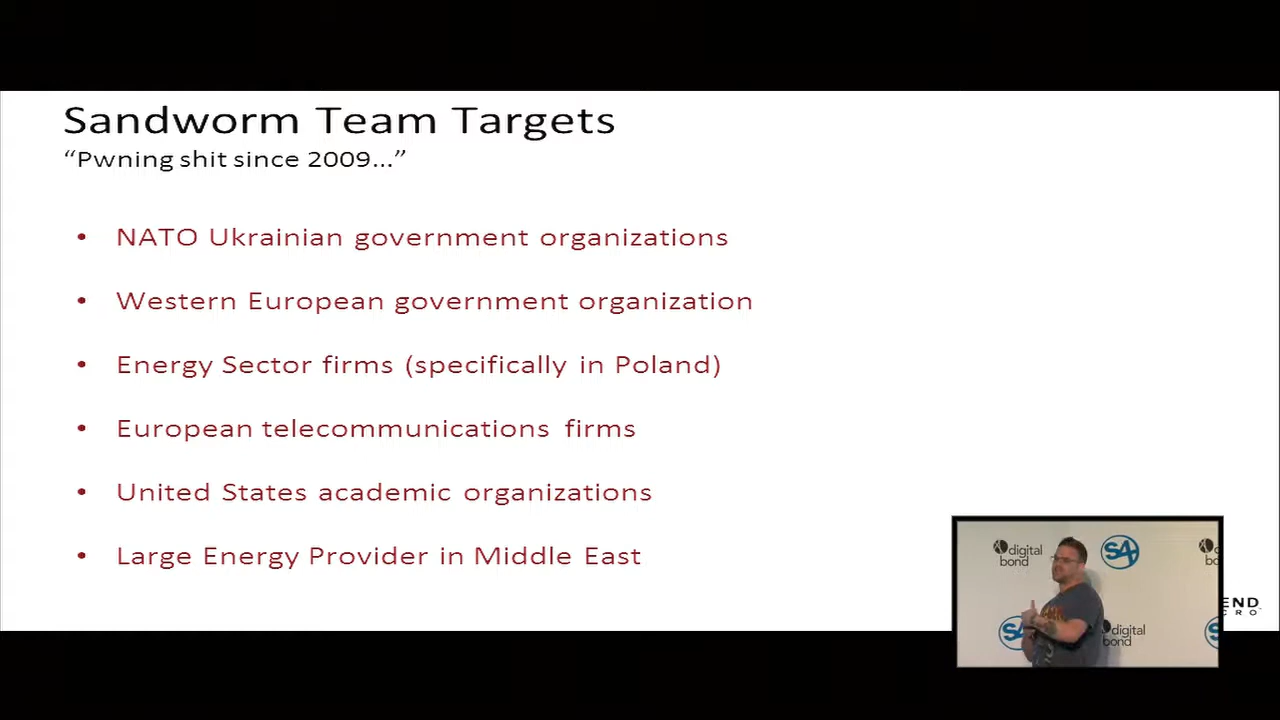 Sandworm Team Targets
“Pwning shit since 2009...”
• NATO Ukrainian government organizations
• Western European government organization
• Energy Sector firms (specifically in Poland)
• European telecommunications firms
• United States academic organizations
• Large Energy Provider in Middle East
digital bond
S4
digital bond
END
CRO